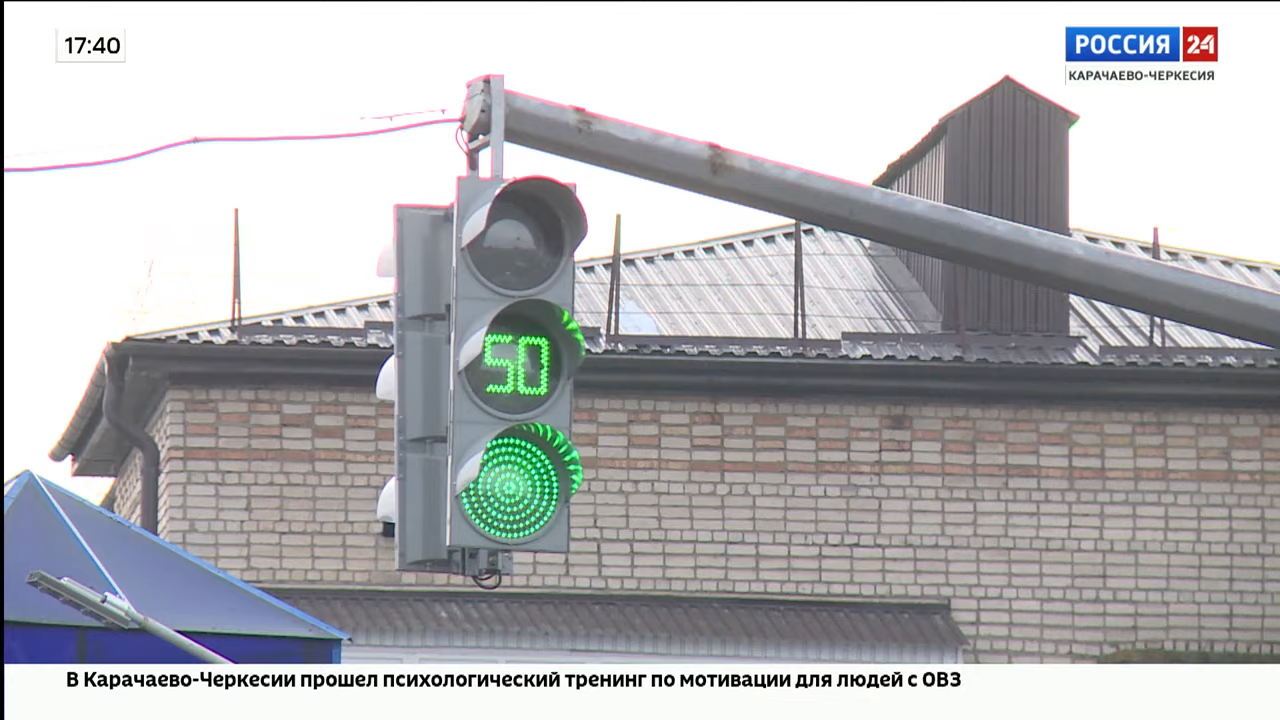 17:40
РОССИЯ 24
КАРАЧАЕВО-ЧЕРКЕСИЯ
50
В Карачаево-Черкесии прошел психологический тренинг по мотивации для людей с ОВЗ